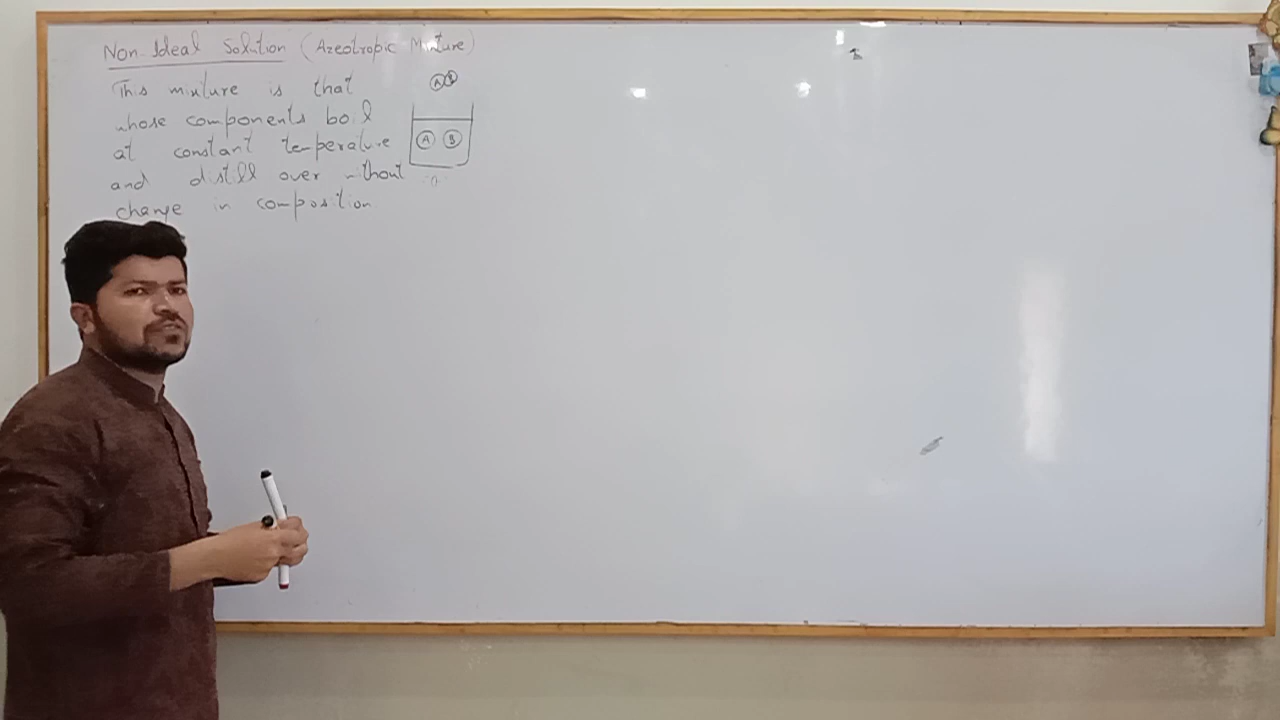 Non-Ideal Solution (Azeotropic Mixture)
This mixture is that
whose components boil
at constant temperature
and distill over without
change in composition
A B
A B